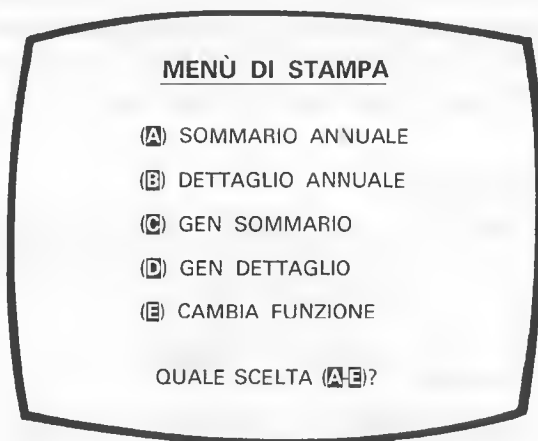 MENÙ DI STAMPA
(A) SOMMARIO ANNUALE
(B) DETTAGLIO ANNUALE
(C) GEN SOMMARIO
(D) GEN DETTAGLIO
(E) CAMBIA FUNZIONE
QUALE SCELTA (A-E)?